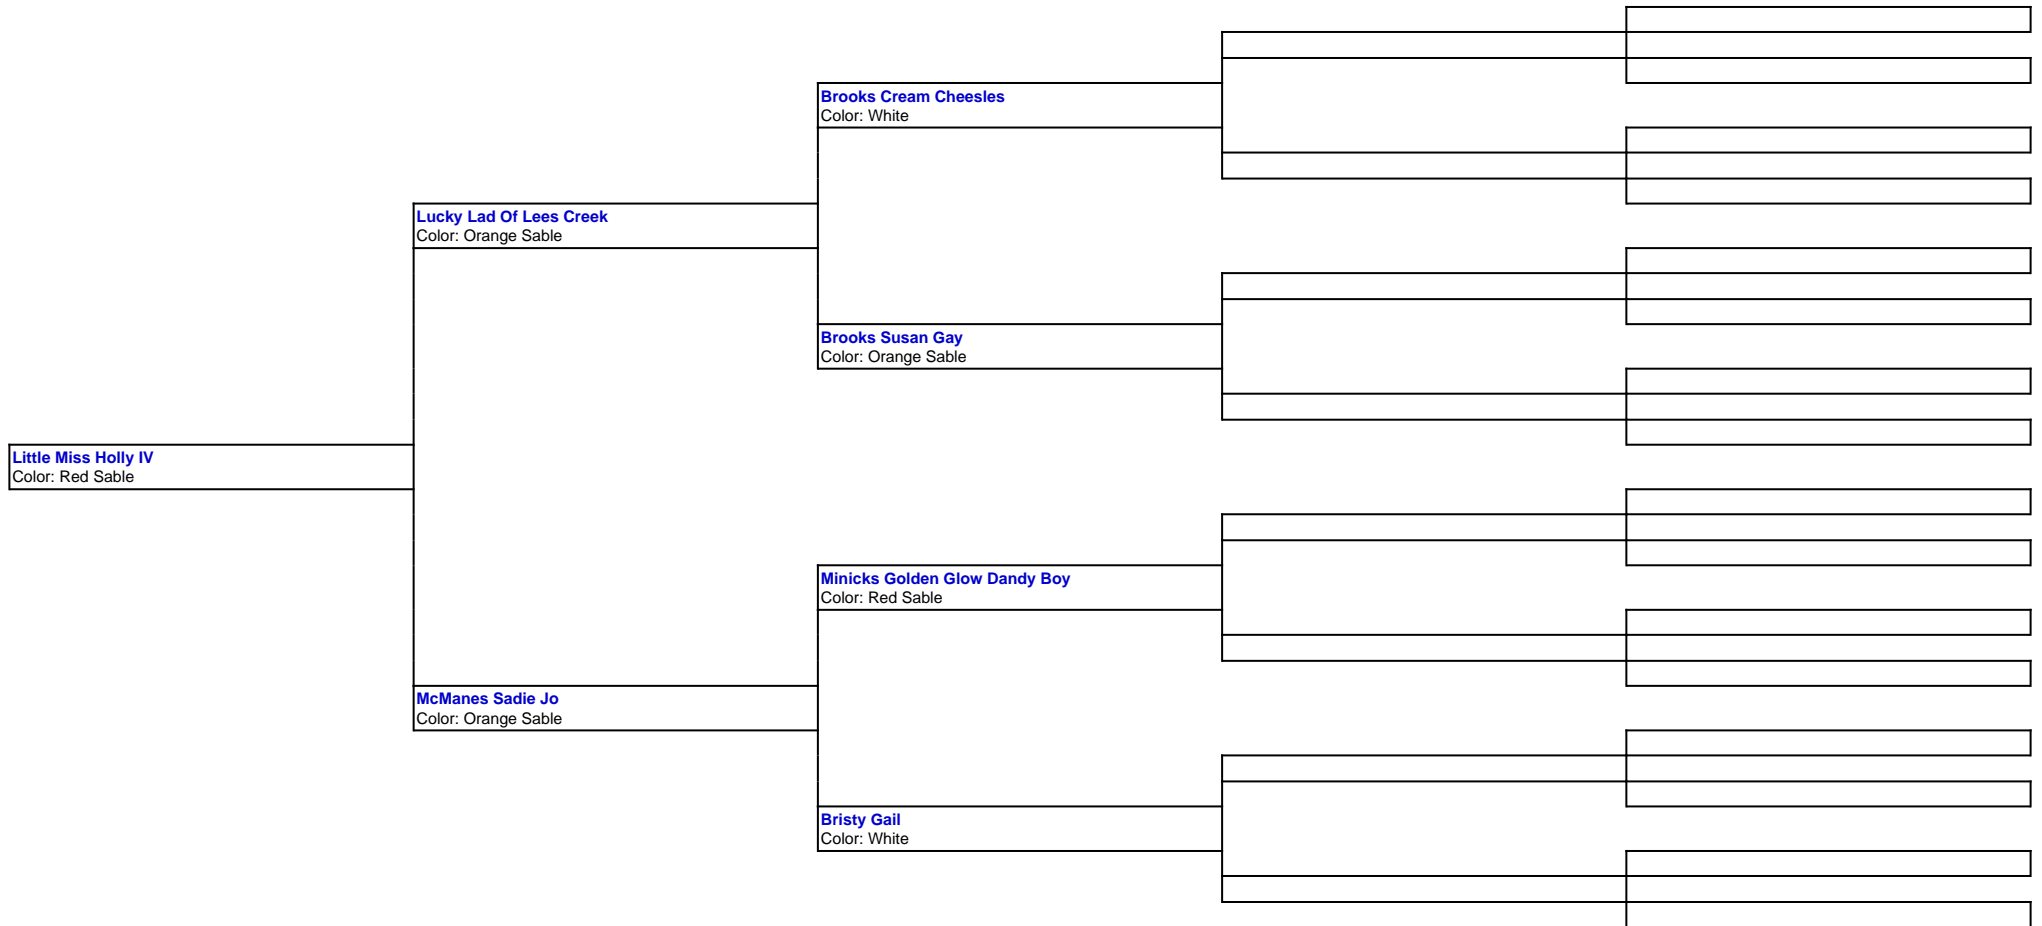 Brooks Cream Cheesles
Color: White
Lucky Lad Of Lees Creek
Color: Orange Sable
Brooks Susan Gay
Color: Orange Sable
Little Miss Holly IV
Color: Red Sable
Minicks Golden Glow Dandy Boy
Color: Red Sable
McManes Sadie Jo
Color: Orange Sable
Bristy Gail
Color: White